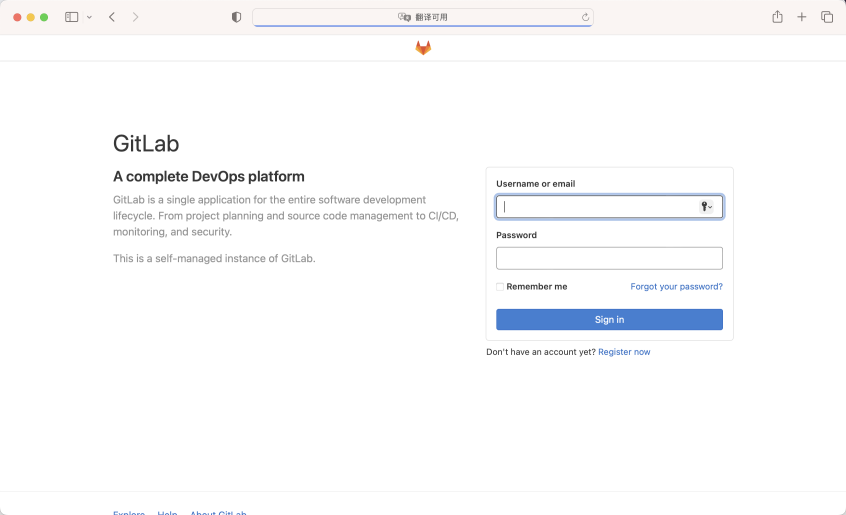 翻译可用
GitLab
A complete DevOps platform
GitLab is a single application for the entire software development
lifecycle. From project planning and source code management to CI/CD,
monitoring, and security.
This is a self-managed instance of GitLab.
Username or email
Password
Remember me
Forgot your password?
Sign in
Don't have an account yet? Register now
Explore Help About GitLab